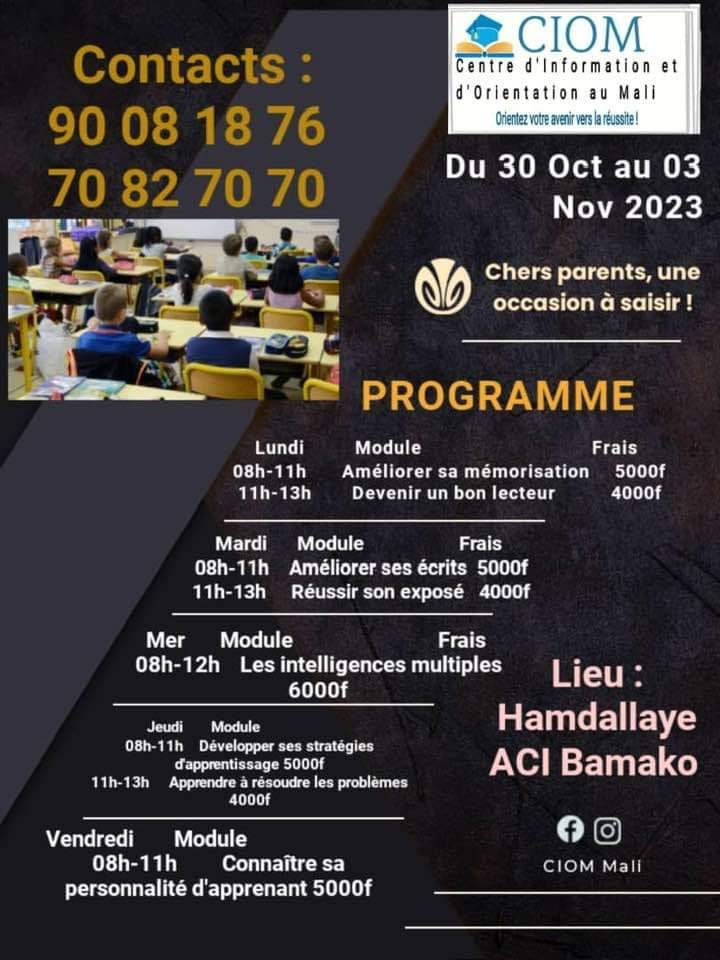 Contacts :
90 08 18 76
70 82 70 70
CIOM
Centre d'Information et
d'Orientation au Mali
Orientez votre avenir vers la réussite !
Du 30 Oct au 03
Nov 2023
Chers parents, une
occasion à saisir !
PROGRAMME
Lundi Module Frais
08h-11h Améliorer sa mémorisation 5000f
11h-13h Devenir un bon lecteur 4000f
Mardi Module Frais
08h-11h Améliorer ses écrits 5000f
11h-13h Réussir son exposé 4000f
Mer Module Frais
08h-12h Les intelligences multiples
6000f
Jeudi Module
08h-11h Développer ses stratégies
d'apprentissage 5000f
11h-13h Apprendre à résoudre les problèmes
4000f
Vendredi Module
08h-11h Connaître sa
personnalité d'apprenant 5000f
Lieu :
Hamdallaye
ACI Bamako
CIOM Mali